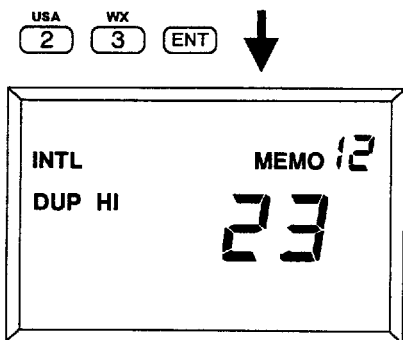 USA WX
2 3 ENT
INTL MEMO 12
DUP HI 23